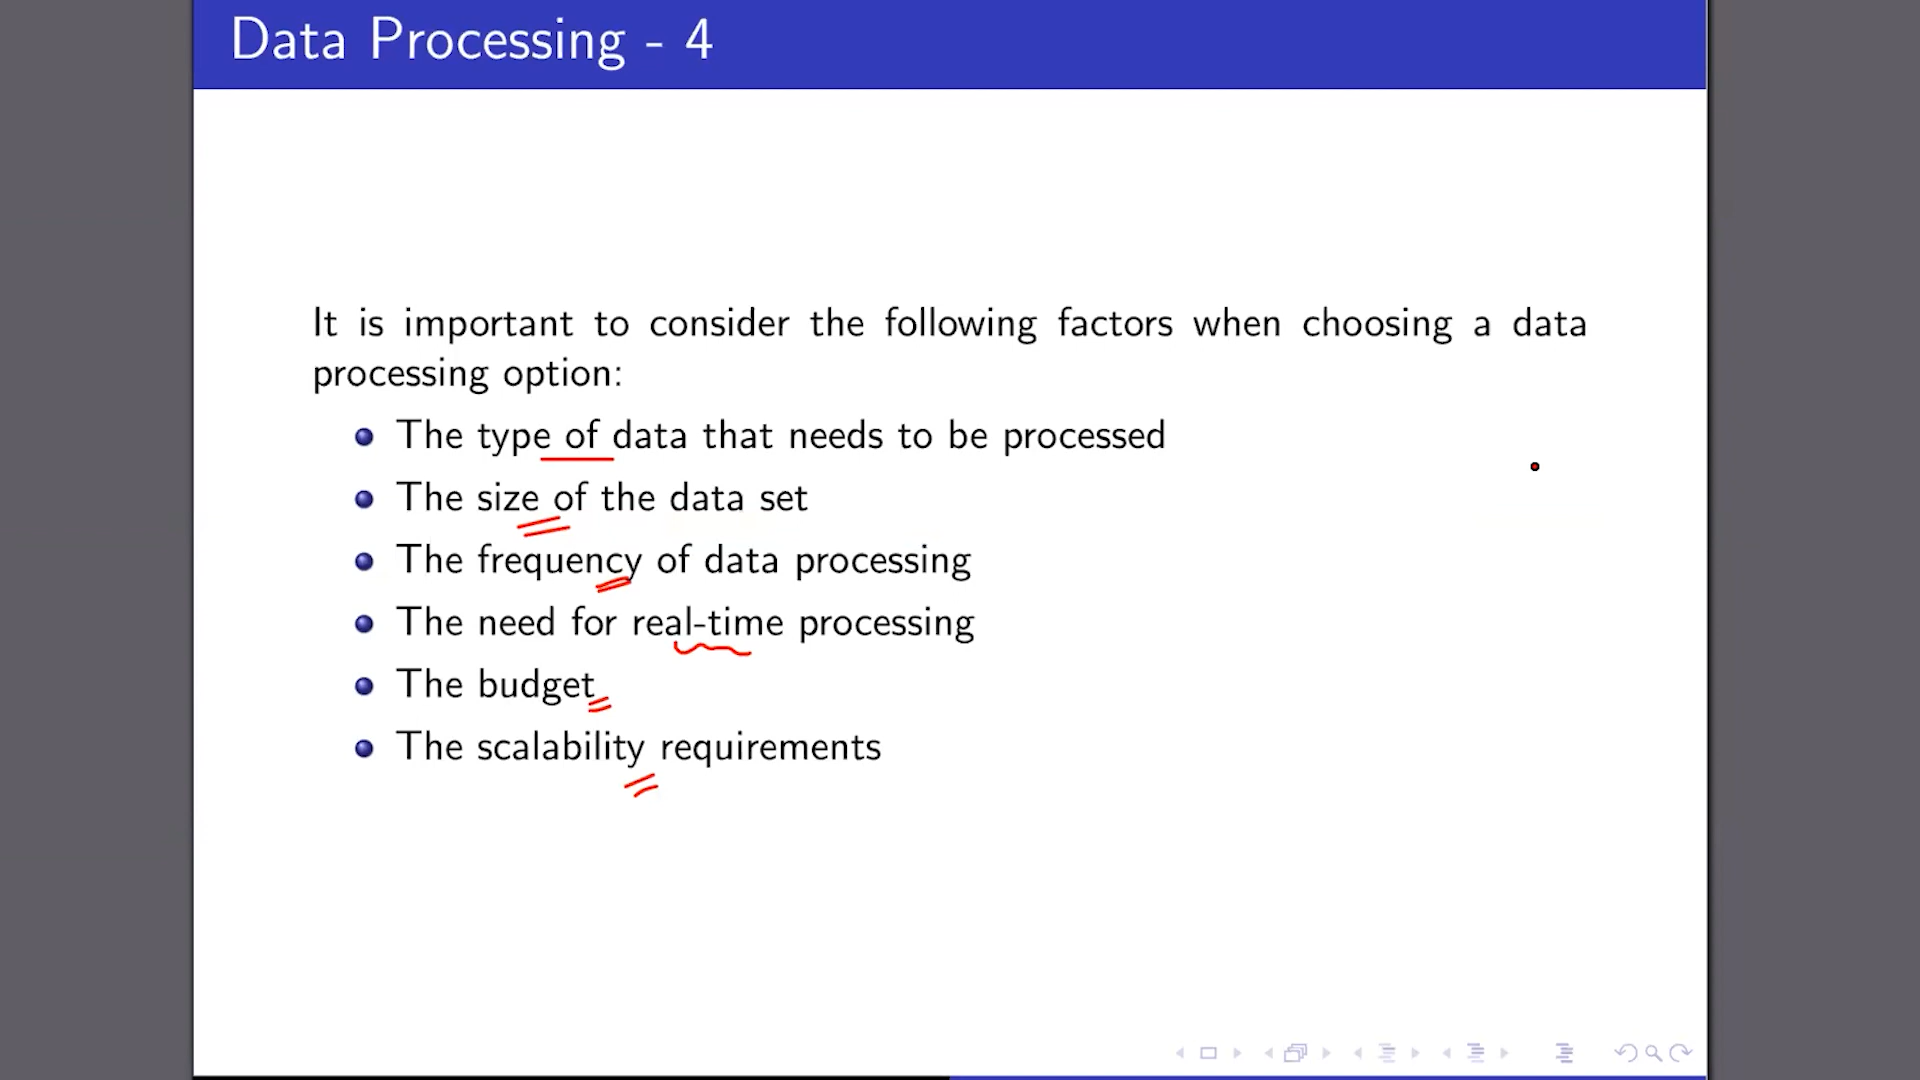 Data Processing - 4
It is important to consider the following factors when choosing a data
processing option:
The type of data that needs to be processed
The size of the data set
The frequency of data processing
The need for real-time processing
The budget
The scalability requirements